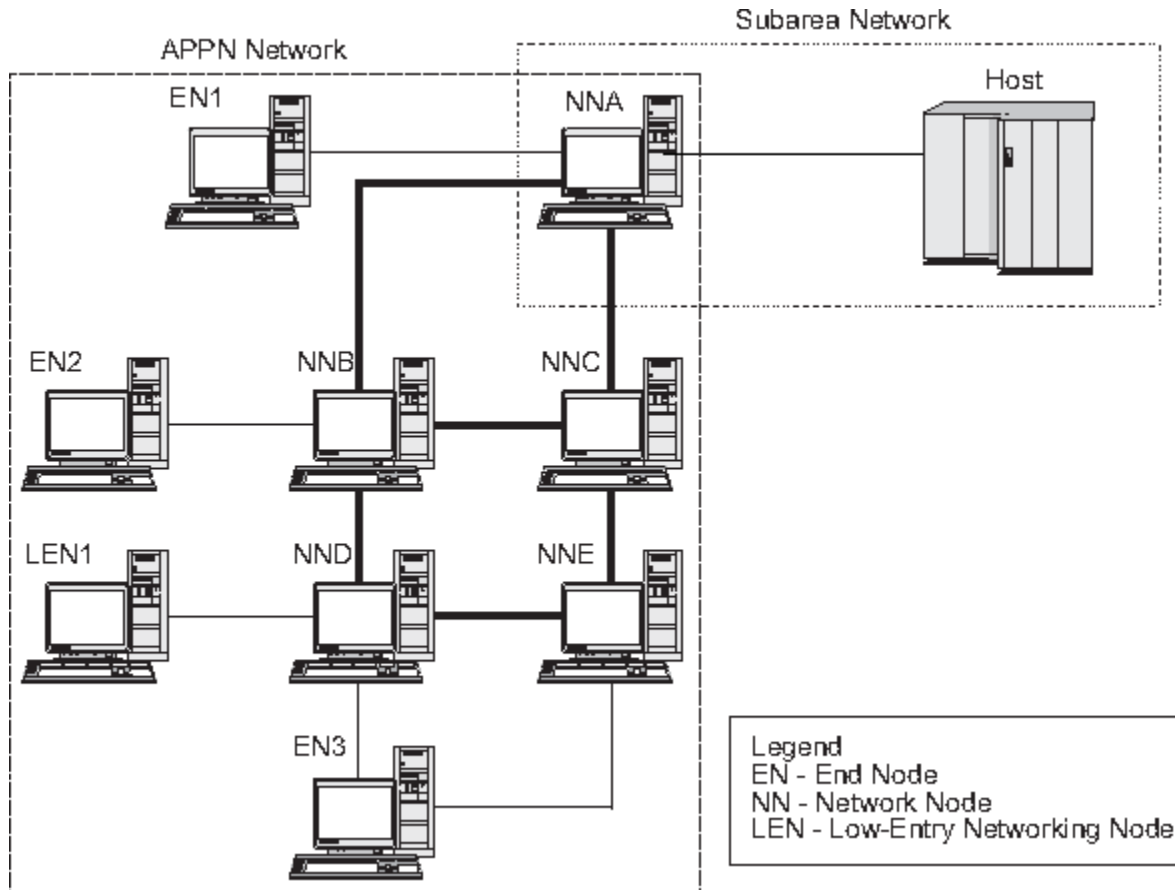 Subarea Network
APPN Network
EN1
NNA
Host
EN2
NNB
NNC
LEN1
NND
NNE
EN3
Legend
EN - End Node
NN - Network Node
LEN - Low-Entry Networking Node